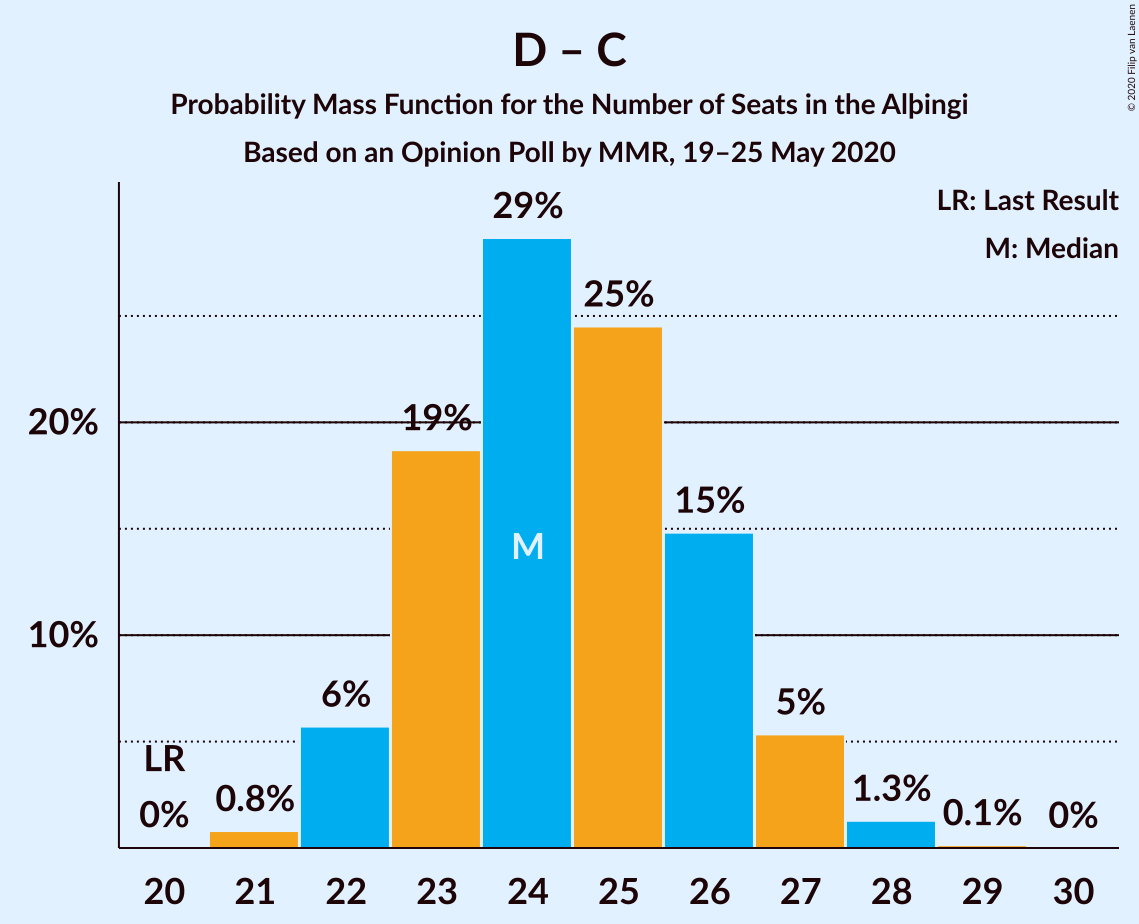 D – C
Probability Mass Function for the Number of Seats in the Alþingi
Based on an Opinion Poll by MMR, 19–25 May 2020
© 2020 Filip van Laenen
LR: Last Result
M: Median
29%
25%
20%
19%
15%
M
10%
6%
5%
LR
0%
0.8%
1.3%
0.1%
0%
20 21 22 23 24 25 26 27 28 29 30